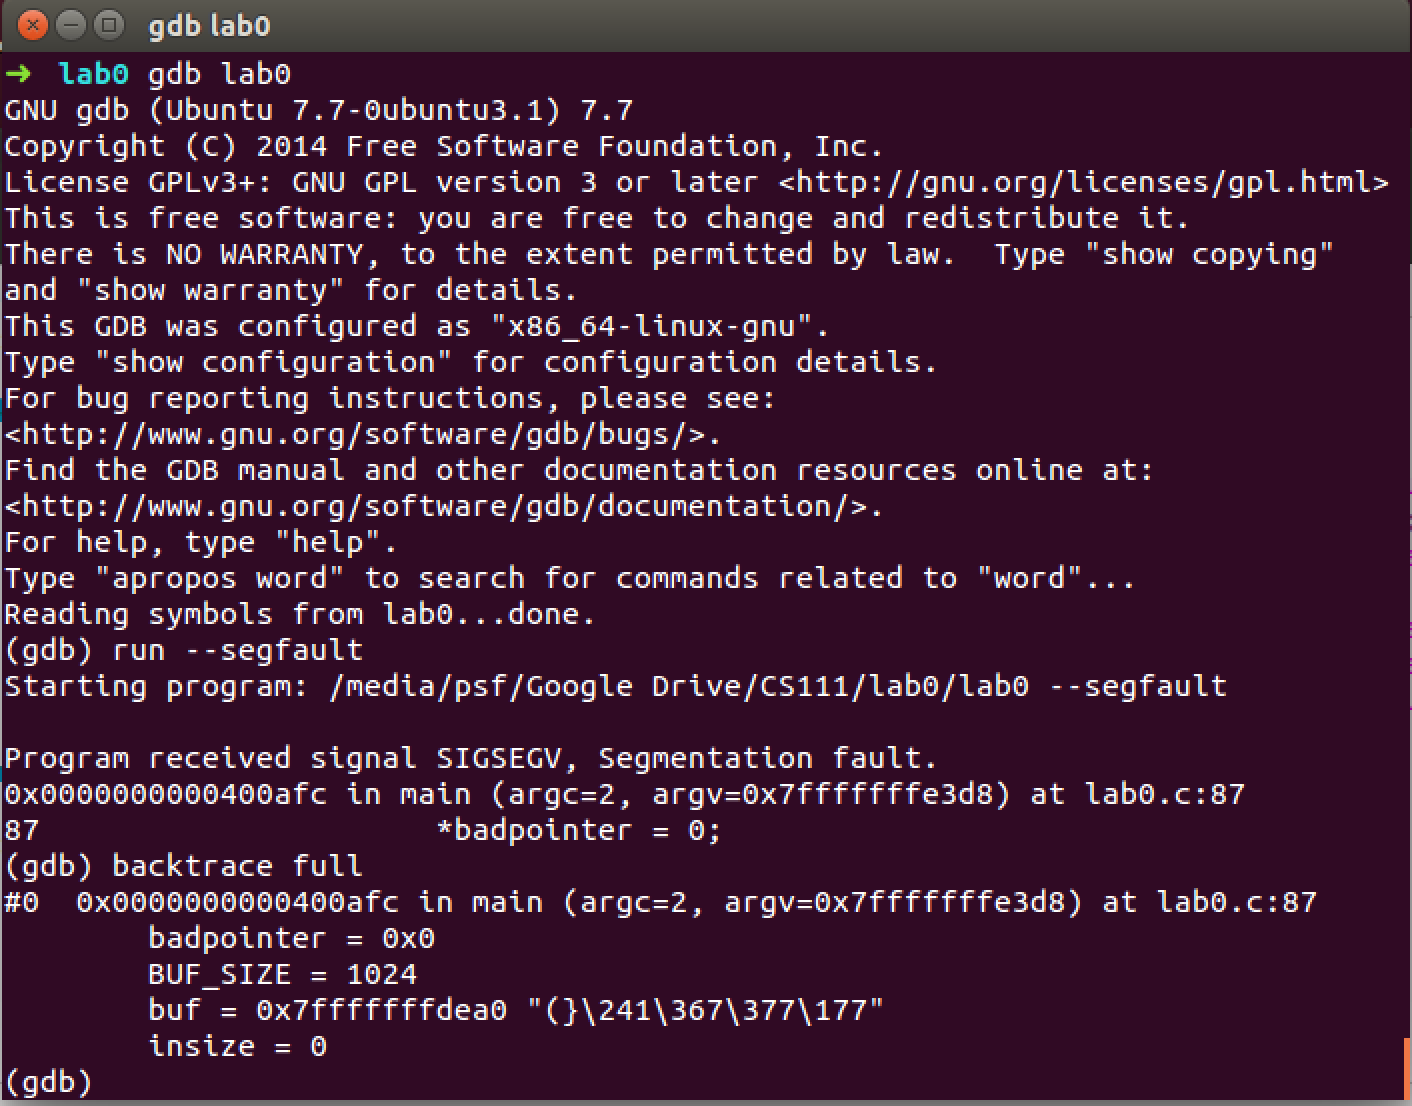 gdb lab0
➜  lab0 gdb lab0
GNU gdb (Ubuntu 7.7-0ubuntu3.1) 7.7
Copyright (C) 2014 Free Software Foundation, Inc.
License GPLv3+: GNU GPL version 3 or later <http://gnu.org/licenses/gpl.html>
This is free software: you are free to change and redistribute it.
There is NO WARRANTY, to the extent permitted by law.  Type "show copying"
and "show warranty" for details.
This GDB was configured as "x86_64-linux-gnu".
Type "show configuration" for configuration details.
For bug reporting instructions, please see:
<http://www.gnu.org/software/gdb/bugs/>.
Find the GDB manual and other documentation resources online at:
<http://www.gnu.org/software/gdb/documentation/>.
For help, type "help".
Type "apropos word" to search for commands related to "word"...
Reading symbols from lab0...done.
(gdb) run --segfault
Starting program: /media/psf/Google Drive/CS111/lab0/lab0 --segfault

Program received signal SIGSEGV, Segmentation fault.
0x0000000000400afc in main (argc=2, argv=0x7fffffffe3d8) at lab0.c:87
87                      *badpointer = 0;
(gdb) backtrace full
#0  0x0000000000400afc in main (argc=2, argv=0x7fffffffe3d8) at lab0.c:87
        badpointer = 0x0
        BUF_SIZE = 1024
        buf = 0x7fffffffdea0 "(}\241\367\377\177"
        insize = 0
(gdb)